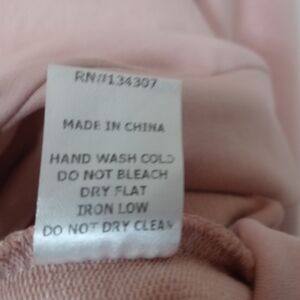 RN#134307
MADE IN CHINA
HAND WASH COLD
DO NOT BLEACH
DRY FLAT
IRON LOW
DO NOT DRY CLEAN